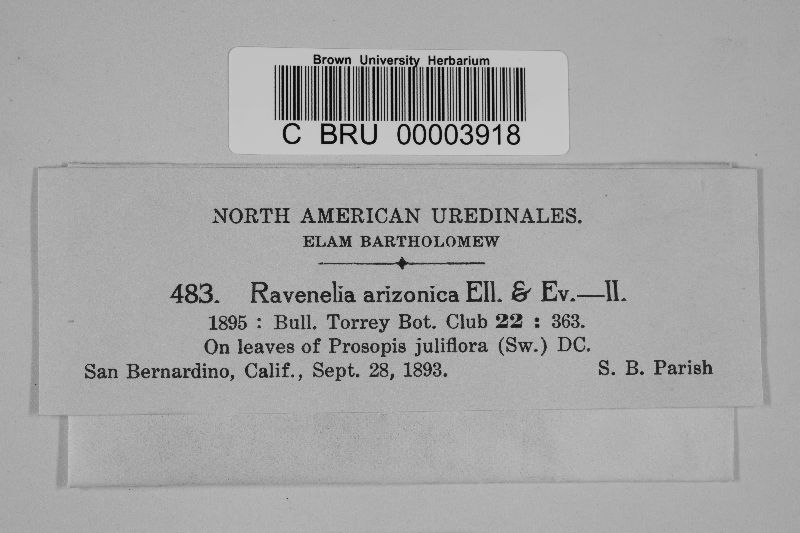 Brown University Herbarium
C BRU 00003918
NORTH AMERICAN UREDINALES.
ELAM BARTHOLOMEW
483. Ravenelia arizonica Ell. & Ev.—II.
1895 : Bull. Torrey Bot. Club 22 : 363.
On leaves of Prosopis juliflora (Sw.) DC.
San Bernardino, Calif., Sept. 28, 1893. S. B. Parish